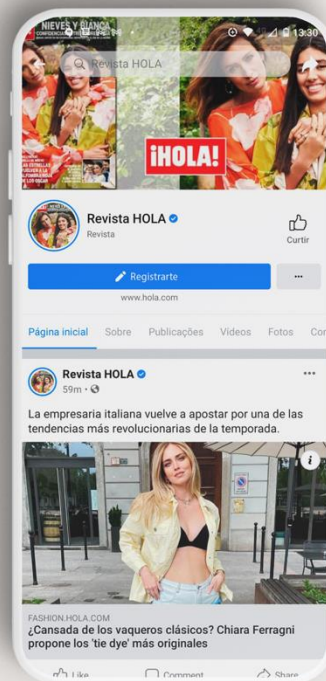 NIEVES Y BIANCA
13:30
Revista HOLA
¡HOLA!
Revista HOLA
Revista
Curtir
Registrarte
...
www.hola.com
Página inicial Sobre Publicações Vídeos Fotos
Revista HOLA
59m
La empresaria italiana vuelve a apostar por una de las
tendencias más revolucionarias de la temporada.
FASHION.HOLA.COM
¿Cansada de los vaqueros clásicos? Chiara Ferragni
propone los 'tie dye' más originales
Like Comment Share